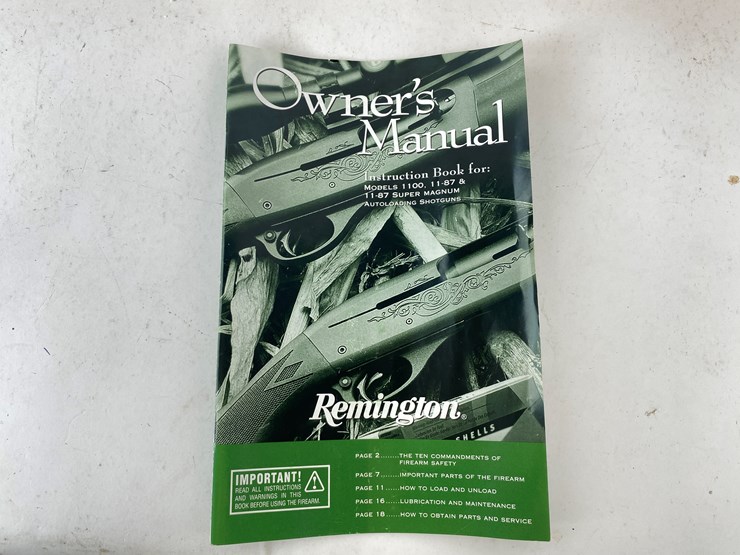 Owner's
Manual
Instruction Book for:
MODELS 1100, 11-87 &
11-87 SUPER MAGNUM
AUTOLOADING SHOTGUNS
Remington®
SHELLS
PAGE 2........THE TEN COMMANDMENTS OF
FIREARM SAFETY
PAGE 7........IMPORTANT PARTS OF THE FIREARM
PAGE 11......HOW TO LOAD AND UNLOAD
PAGE 16......LUBRICATION AND MAINTENANCE
PAGE 18......HOW TO OBTAIN PARTS AND SERVICE
IMPORTANT!
READ ALL INSTRUCTIONS
AND WARNINGS IN THIS
BOOK BEFORE USING THE FIREARM.